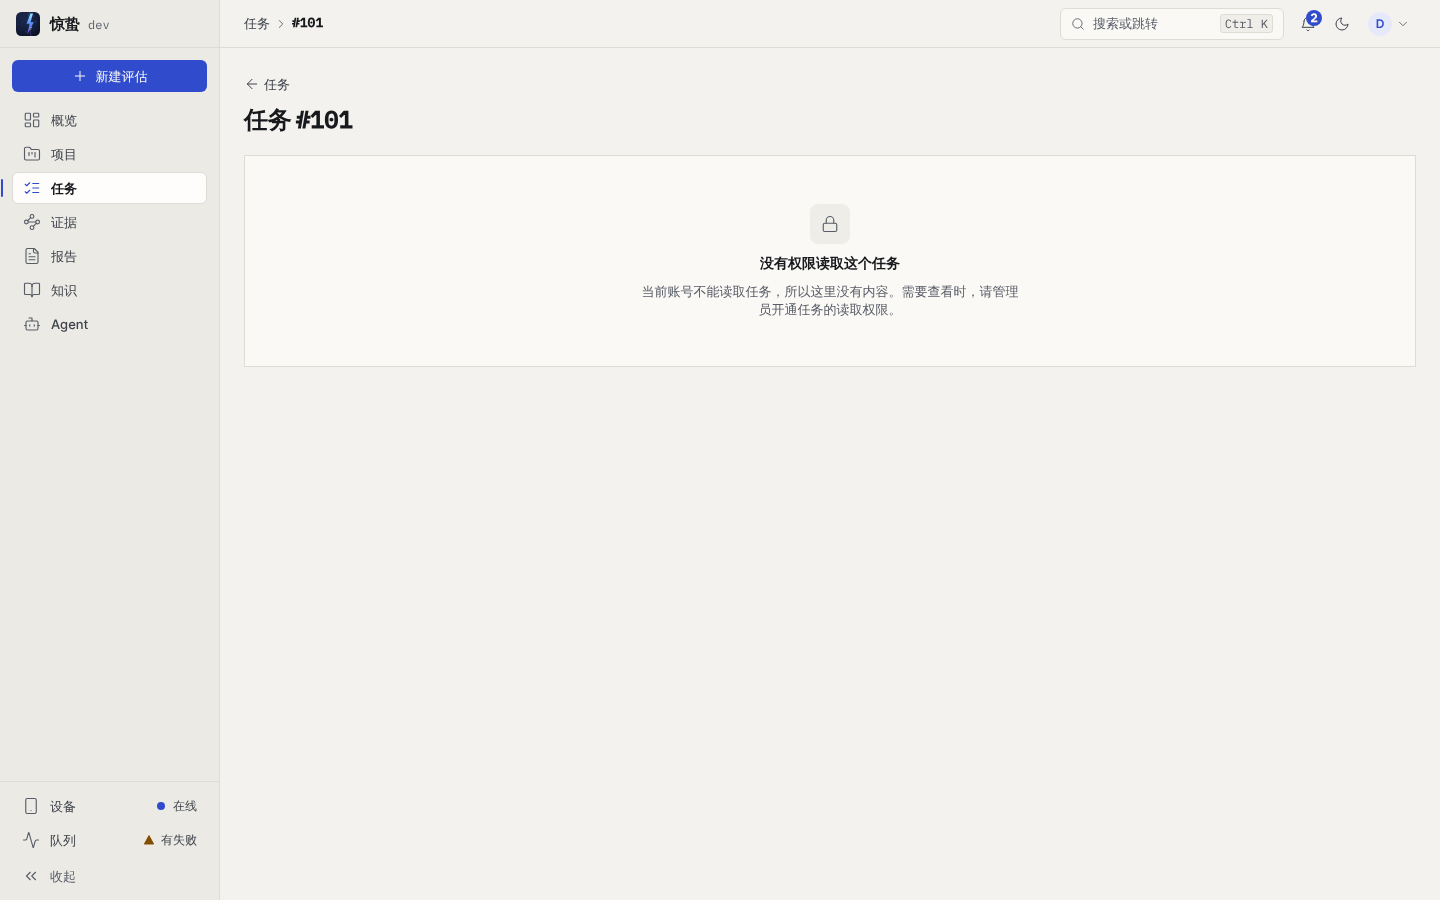 惊蛰 dev
任务 > #101
搜索或跳转 Ctrl K
2
D
新建评估
概览
项目
任务
证据
报告
知识
Agent
任务
任务 #101
没有权限读取这个任务
当前账号不能读取任务，所以这里没有内容。需要查看时，请管理
员开通任务的读取权限。
设备 在线
队列 有失败
收起